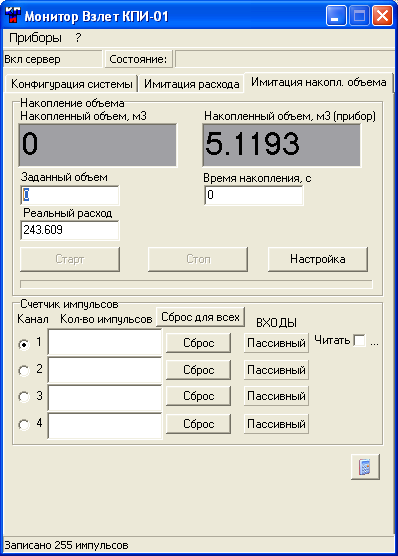 Монитор Взлет КПИ-01
Приборы ?
Вкл сервер Состояние:
Конфигурация системы Имитация расхода Имитация накопл. объема
Накопление объема
Накопленный объем, м3 Накопленный объем, м3 (прибор)
0 5.1193
Заданный объем Время накопления, с
0 0
Реальный расход
243.609
Старт Стоп Настройка
Счетчик импульсов
Канал Кол-во импульсов Сброс для всех ВХОДЫ
1 Сброс Пассивный Читать ...
2 Сброс Пассивный
3 Сброс Пассивный
4 Сброс Пассивный
Записано 255 импульсов